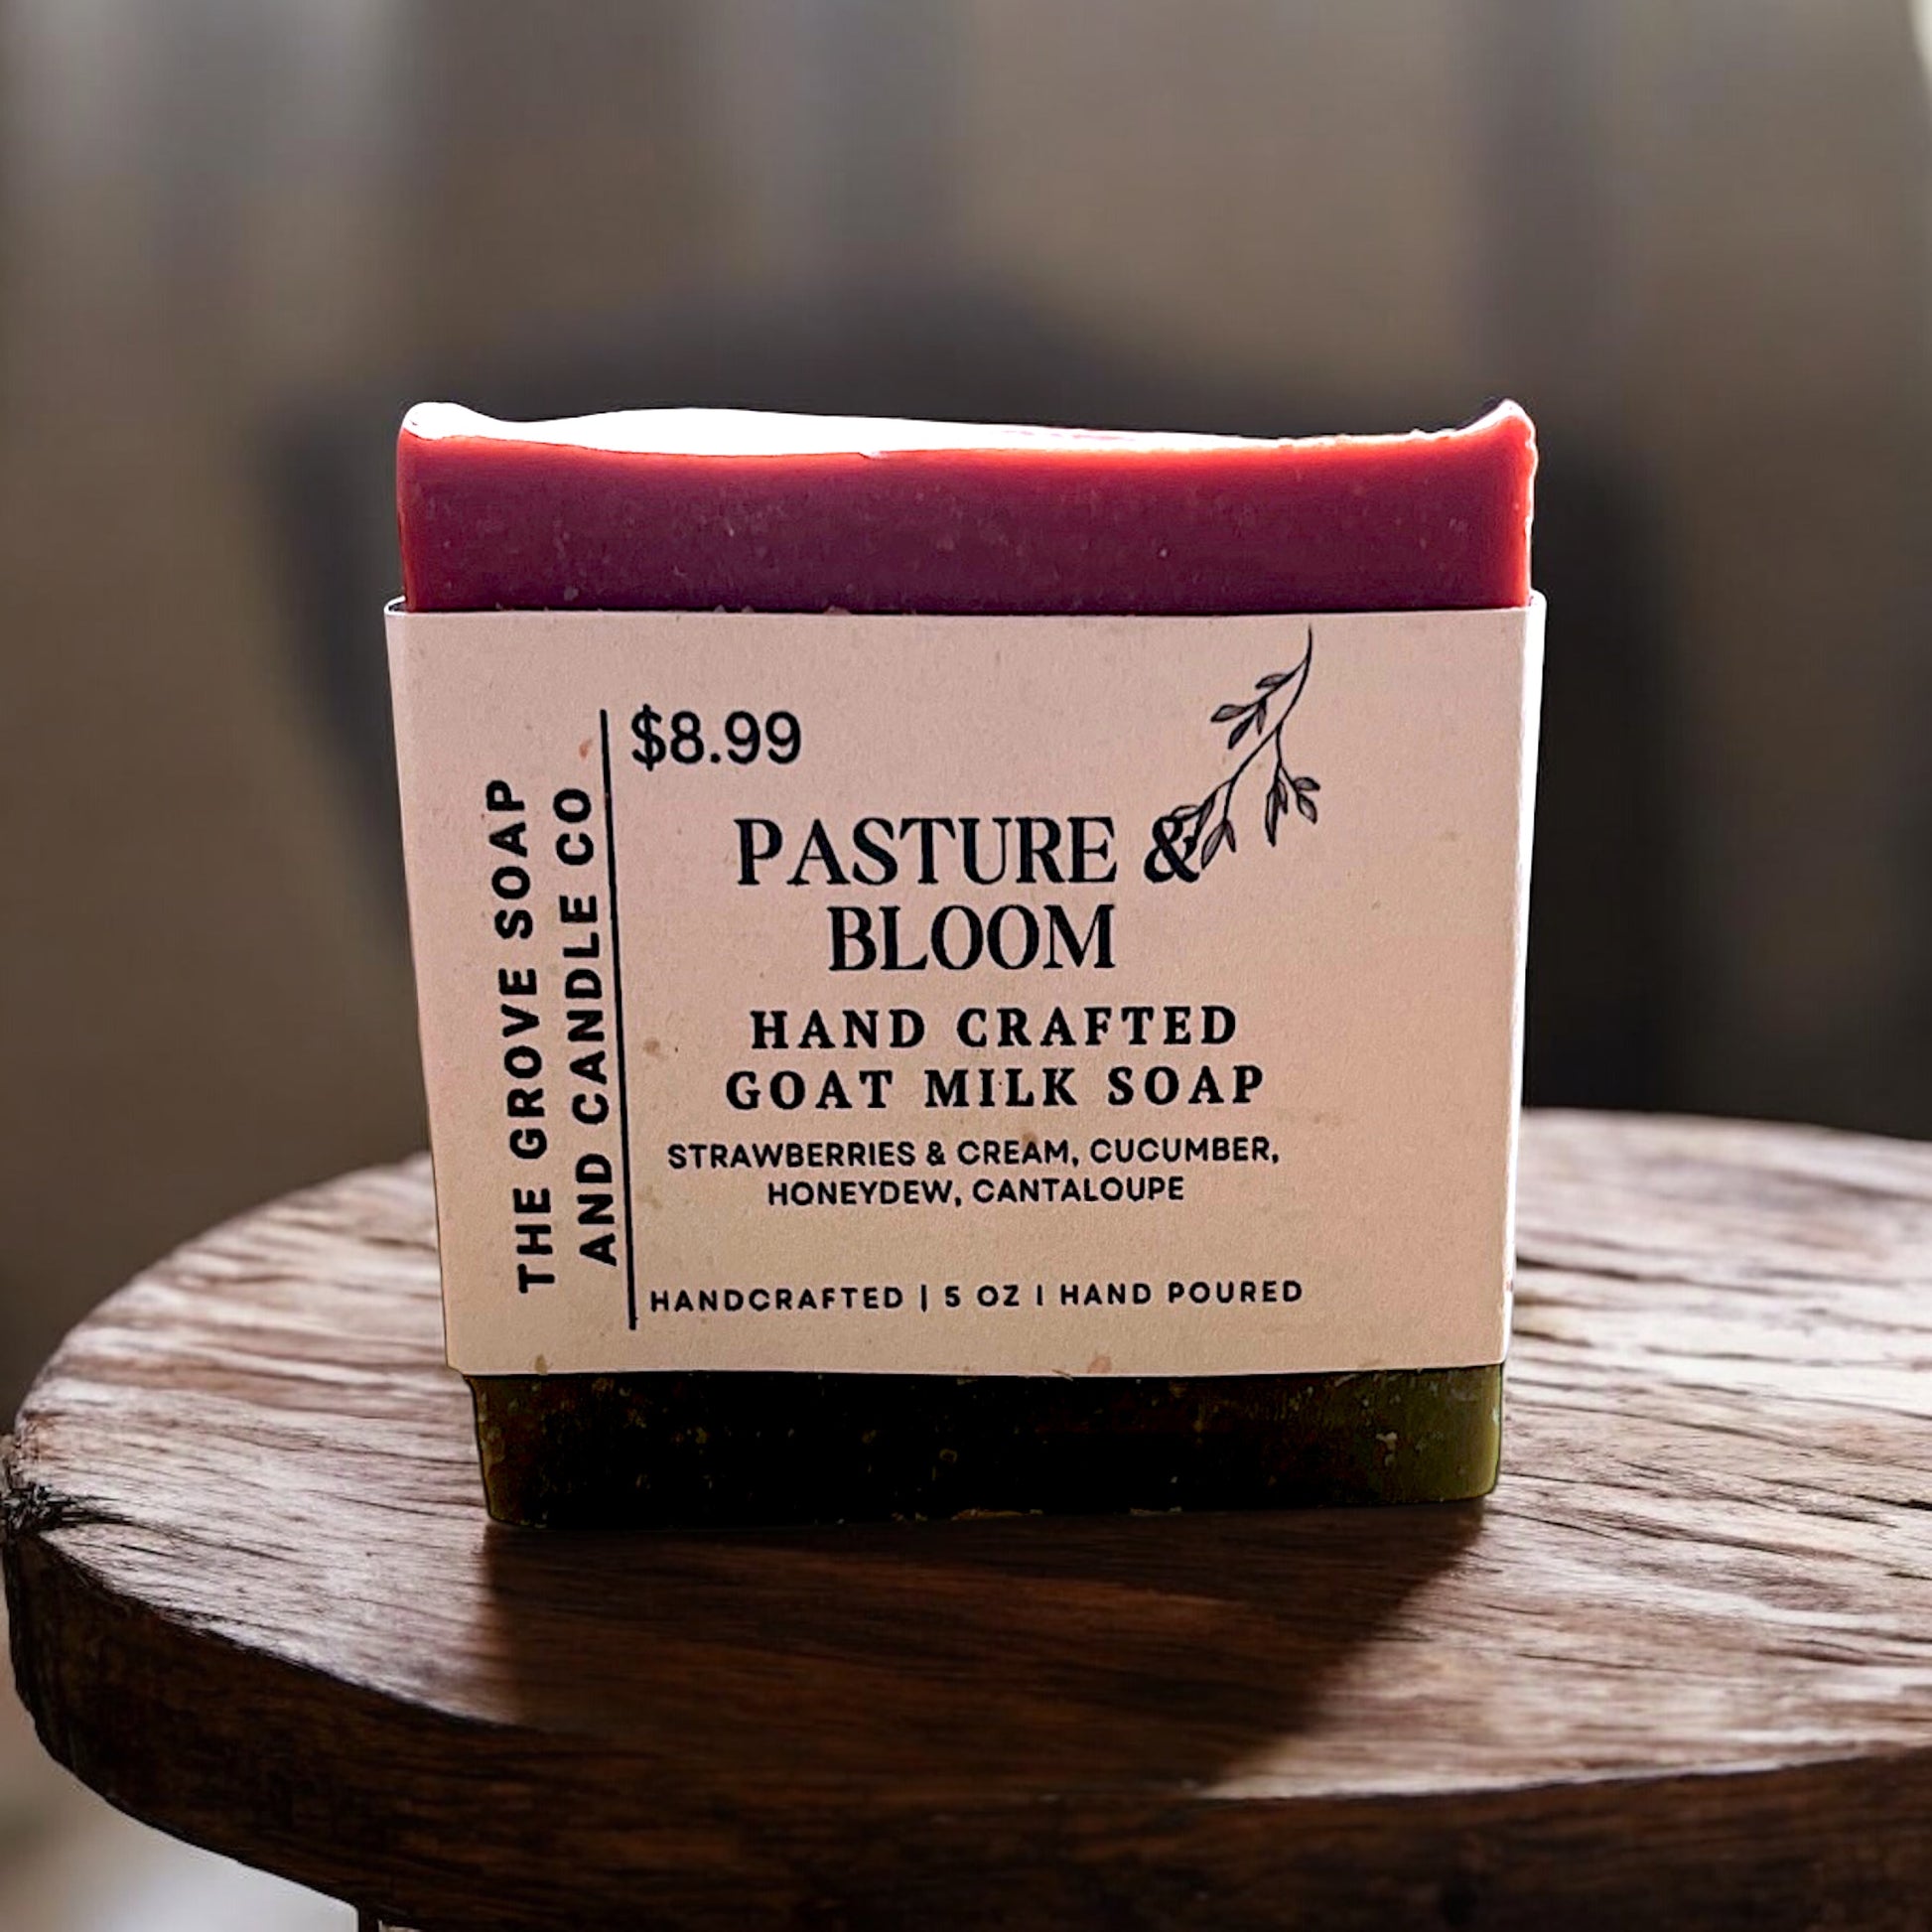 THE GROVE SOAP
AND CANDLE CO
$8.99
PASTURE &
BLOOM
HAND CRAFTED
GOAT MILK SOAP
STRAWBERRIES & CREAM, CUCUMBER,
HONEYDEW, CANTALOUPE
HANDCRAFTED | 5 OZ | HAND POURED